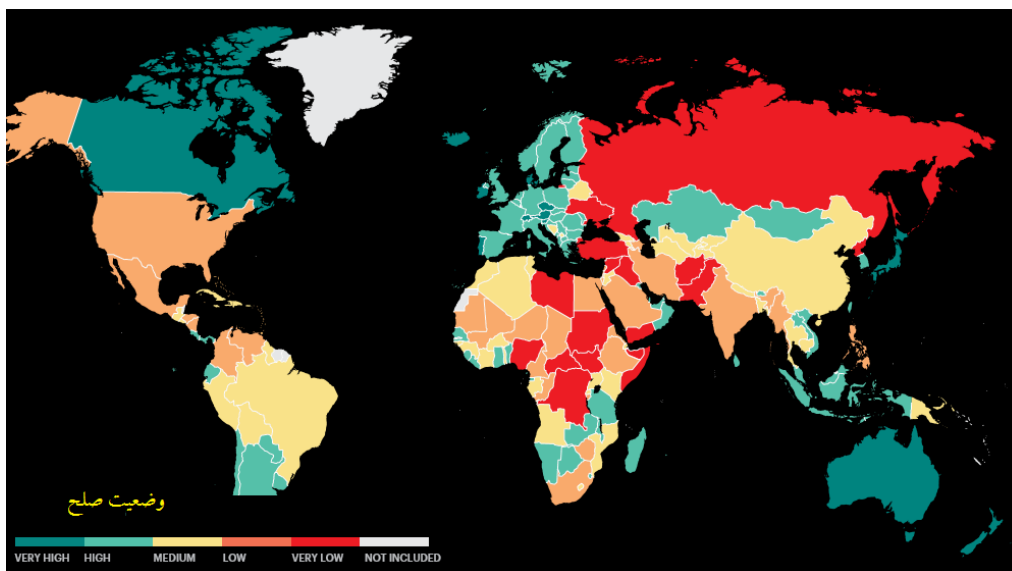 وضعیت صلح
VERY HIGH HIGH MEDIUM LOW VERY LOW NOT INCLUDED